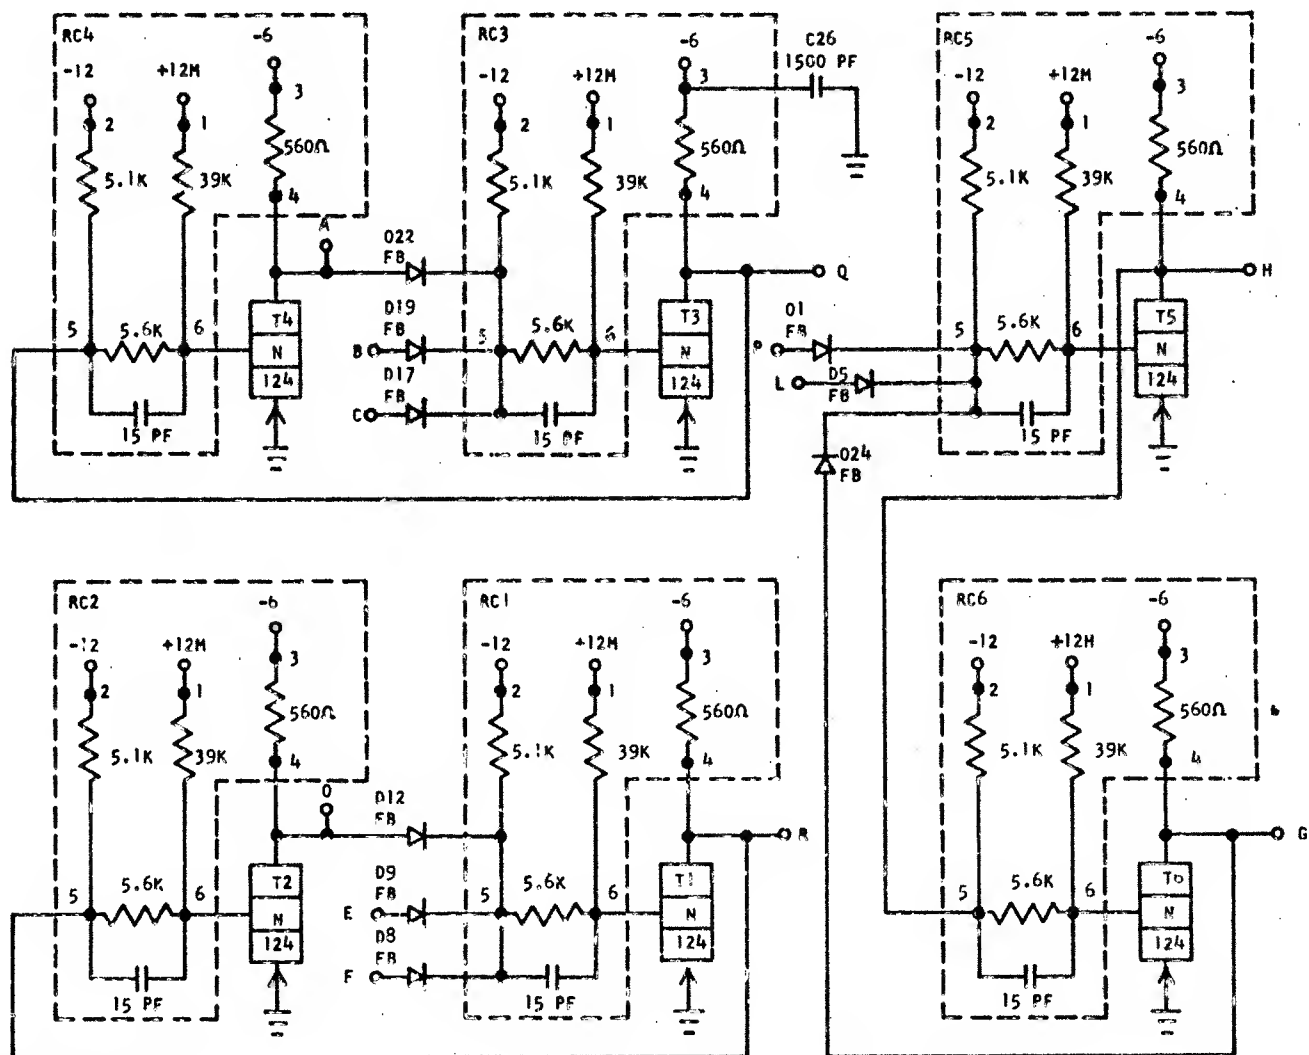 RC4
-6
-12
+12M
3
2
1
560Ω
5.1K
39K
4
A
5
5.6K
6
T4
N
124
15 PF
RC3
-6
C26
1500 PF
-12
+12M
3
2
1
560Ω
5.1K
39K
4
D22
FB
D19
FB
B
D17
FB
C
Q
5
5.6K
6
T3
N
124
15 PF
RC5
-6
-12
+12M
3
2
1
560Ω
5.1K
39K
4
H
D1
FB
P
L
D5
FB
D24
FB
5
5.6K
6
T5
N
124
15 PF
RC2
-6
-12
+12M
3
2
1
560Ω
5.1K
39K
4
D
5
5.6K
6
T2
N
124
15 PF
RC1
-6
-12
+12M
3
2
1
560Ω
5.1K
39K
4
D12
FB
D9
FB
E
D8
FB
F
R
5
5.6K
6
T1
N
124
15 PF
RC6
-6
-12
+12M
3
2
1
560Ω
5.1K
39K
4
G
5
5.6K
6
T6
N
124
15 PF